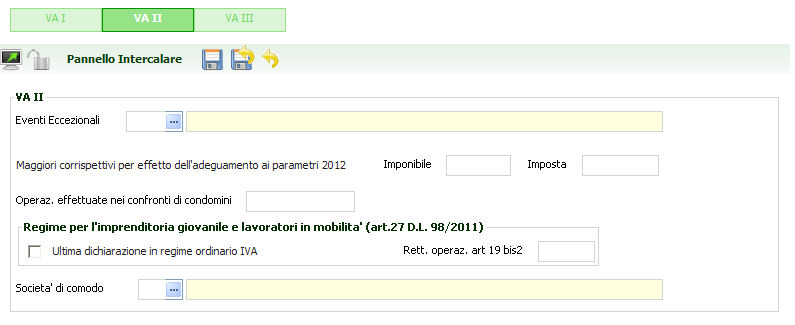 VA I VA II VA III
Pannello Intercalare
VA II
Eventi Eccezionali ...
Maggiori corrispettivi per effetto dell'adeguamento ai parametri 2012 Imponibile Imposta
Operaz. effettuate nei confronti di condomini
Regime per l'imprenditoria giovanile e lavoratori in mobilita' (art.27 D.L. 98/2011)
Ultima dichiarazione in regime ordinario IVA Rett. operaz. art 19 bis2
Societa' di comodo ...